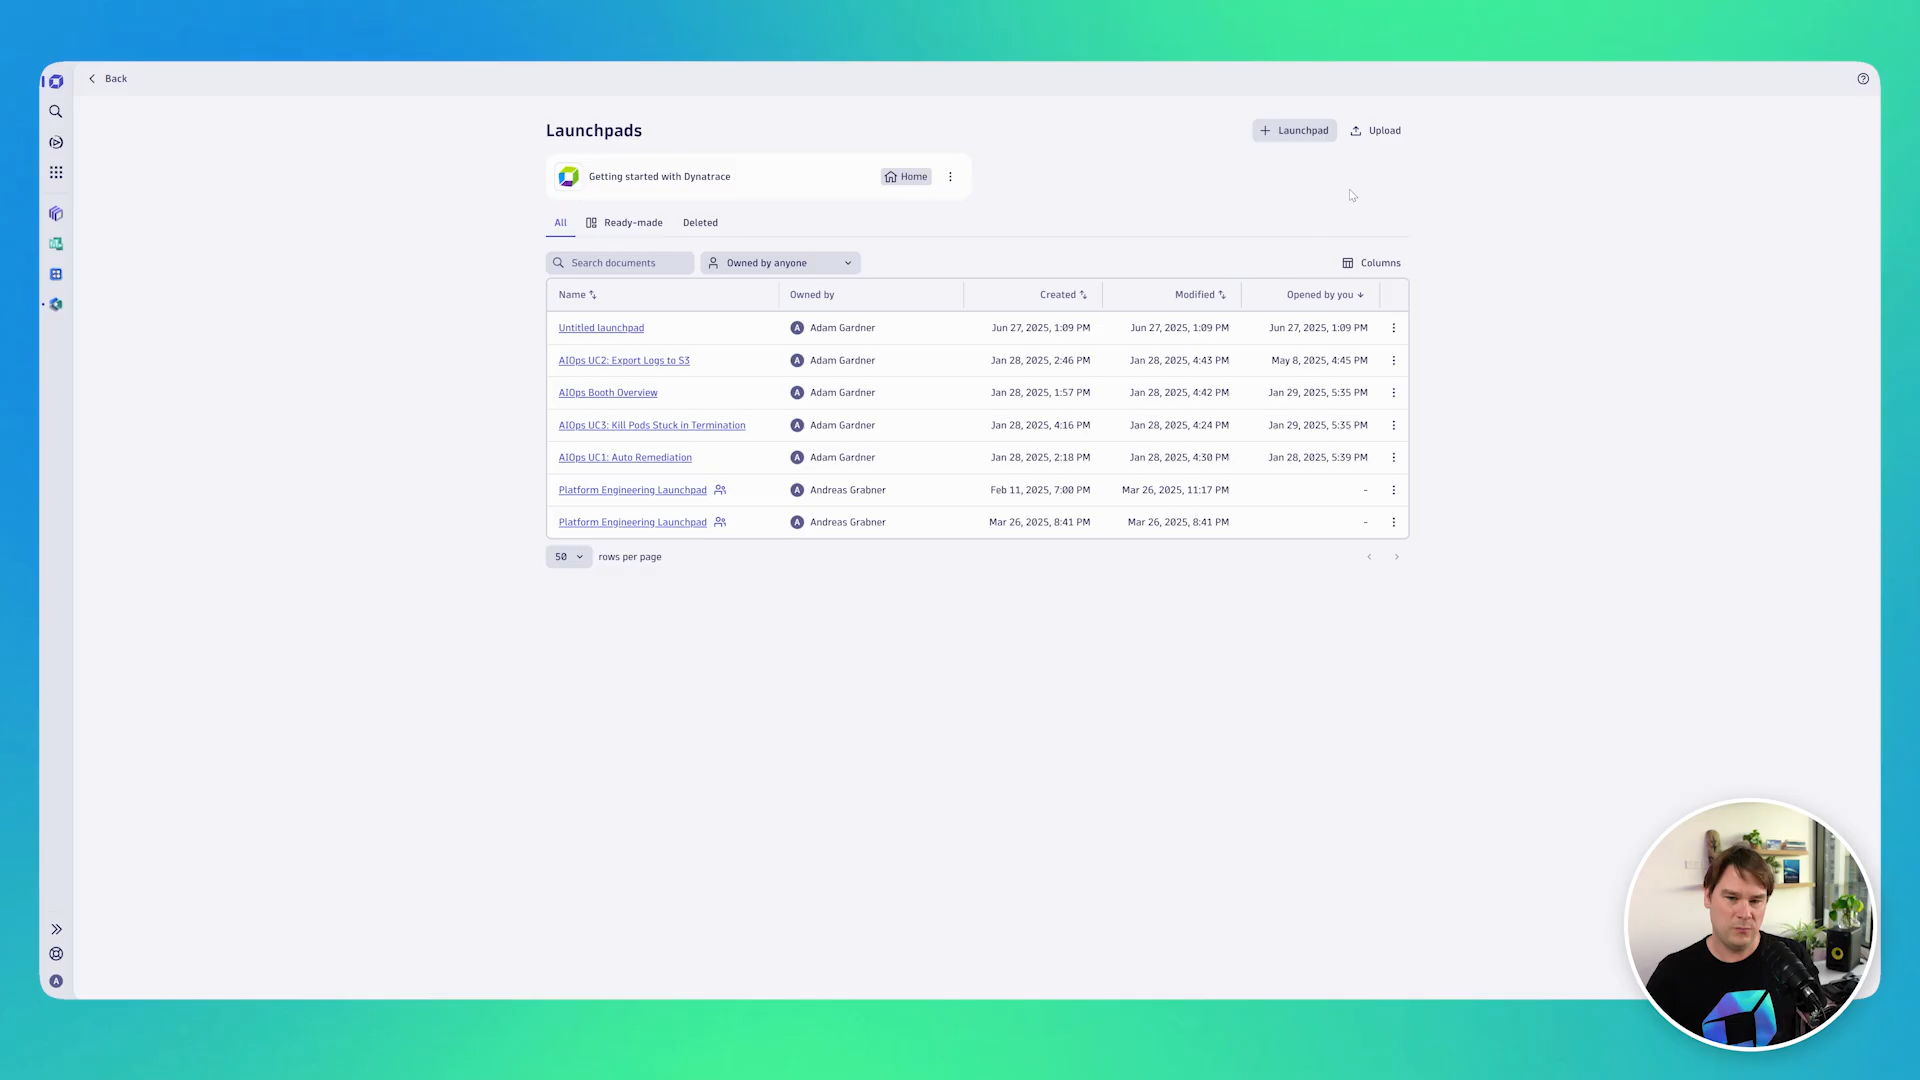 Back
Launchpads
Launchpad
Upload
Getting started with Dynatrace
Home
All
Ready-made
Deleted
Search documents
Owned by anyone
Columns
Name Owned by Created Modified Opened by you
Untitled launchpad A Adam Gardner Jun 27, 2025, 1:09 PM Jun 27, 2025, 1:09 PM Jun 27, 2025, 1:09 PM
AIOps UC2: Export Logs to S3 A Adam Gardner Jan 28, 2025, 2:46 PM Jan 28, 2025, 4:43 PM May 8, 2025, 4:45 PM
AIOps Booth Overview A Adam Gardner Jan 28, 2025, 1:57 PM Jan 28, 2025, 4:42 PM Jan 29, 2025, 5:35 PM
AIOps UC3: Kill Pods Stuck in Termination A Adam Gardner Jan 28, 2025, 4:16 PM Jan 28, 2025, 4:24 PM Jan 29, 2025, 5:35 PM
AIOps UC1: Auto Remediation A Adam Gardner Jan 28, 2025, 2:18 PM Jan 28, 2025, 4:30 PM Jan 28, 2025, 5:39 PM
Platform Engineering Launchpad A Andreas Grabner Feb 11, 2025, 7:00 PM Mar 26, 2025, 11:17 PM -
Platform Engineering Launchpad A Andreas Grabner Mar 26, 2025, 8:41 PM Mar 26, 2025, 8:41 PM -
50 rows per page
A